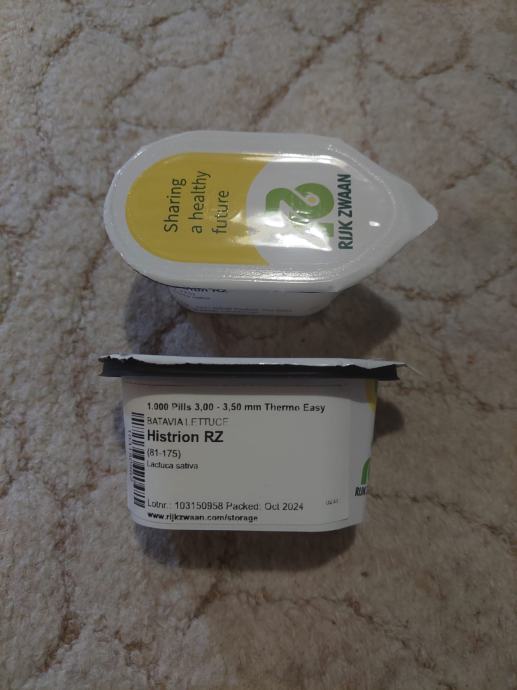 Sharing
a healthy
future
RIJK ZWAAN
RZ
1.000 Pills 3,00 - 3,50 mm Thermo Easy
BATAVIA LETTUCE
Histrion RZ
(81-175)
Lactuca sativa
Lotnr.: 103150958 Packed: Oct 2024
www.rijkzwaan.com/storage
RIJK